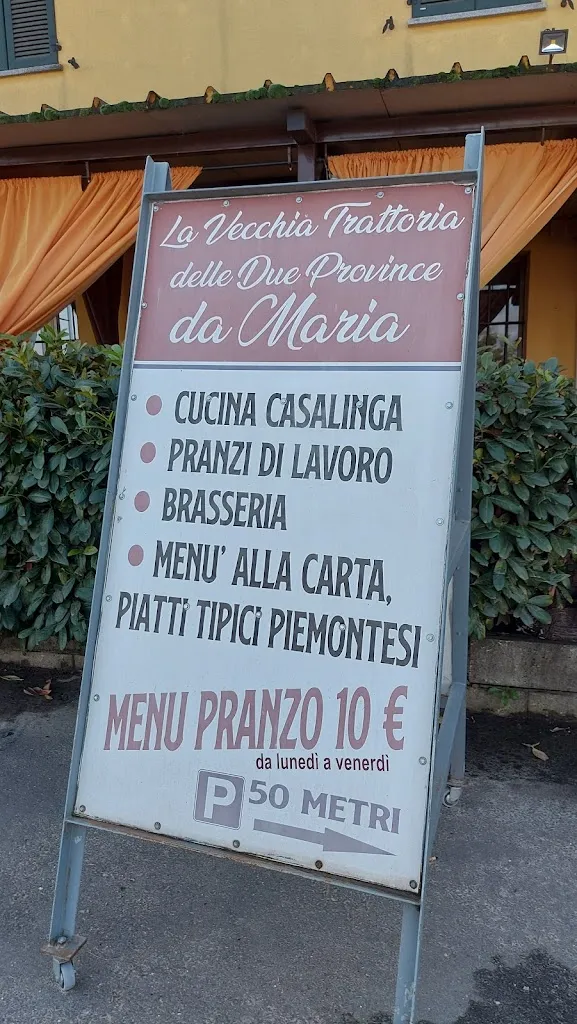 La Vecchia Trattoria
delle Due Province
da Maria
CUCINA CASALINGA
PRANZI DI LAVORO
BRASSERIA
MENU' ALLA CARTA,
PIATTI TIPICI PIEMONTESI
MENU PRANZO 10 €
da lunedì a venerdì
P 50 METRI